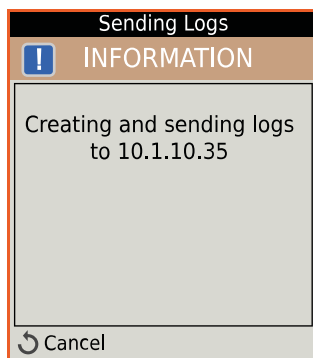 Sending Logs
! INFORMATION
Creating and sending logs
to 10.1.10.35
Cancel